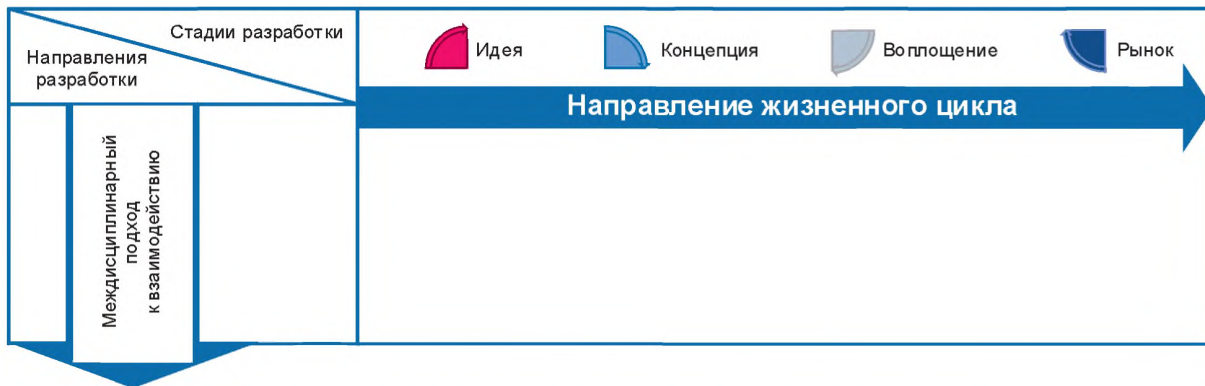 Стадии разработки
Направления
разработки
Идея
Концепция
Воплощение
Рынок
Направление жизненного цикла
Междисциплинарный
подход
к взаимодействию